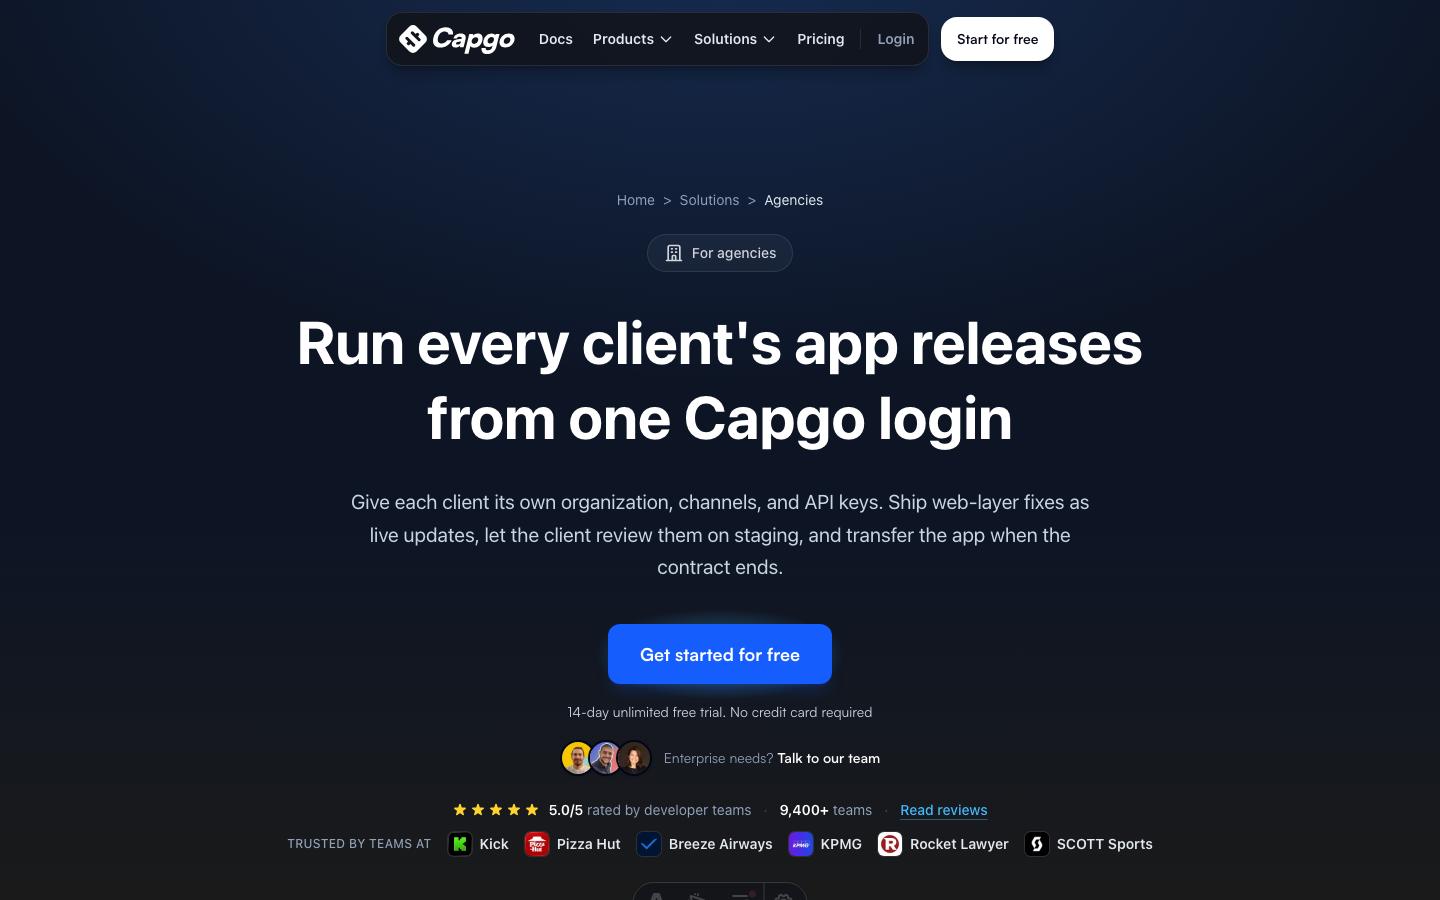 Capgo Docs Products Solutions Pricing Login Start for free
Home > Solutions > Agencies
For agencies
Run every client's app releases
from one Capgo login
Give each client its own organization, channels, and API keys. Ship web-layer fixes as
live updates, let the client review them on staging, and transfer the app when the
contract ends.
Get started for free
14-day unlimited free trial. No credit card required
Enterprise needs? Talk to our team
5.0/5 rated by developer teams · 9,400+ teams · Read reviews
TRUSTED BY TEAMS AT Kick Pizza Hut Breeze Airways KPMG Rocket Lawyer SCOTT Sports